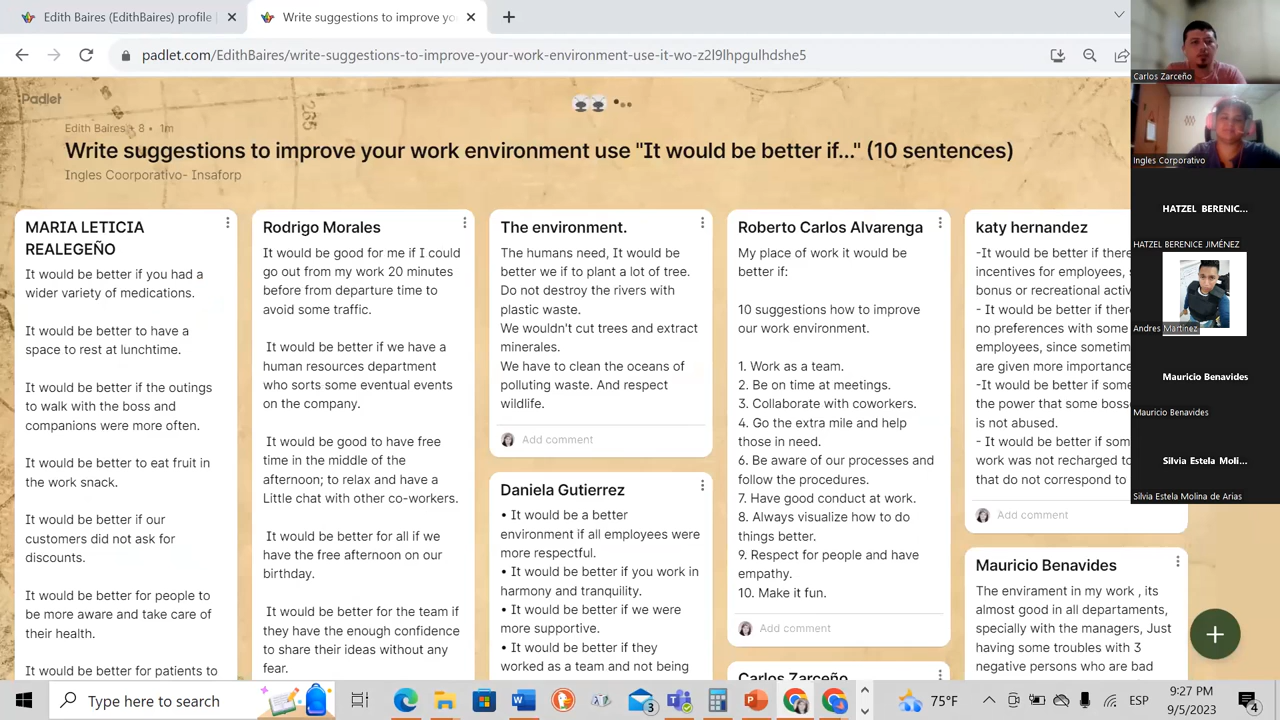 Edith Baires (EdithBaires) profile |
Write suggestions to improve yo
padlet.com/EdithBaires/write-suggestions-to-improve-your-work-environment-use-it-wo-z2l9lhpgulhdshe5
Padlet
285
Edith Baires • 8 • 1m
Write suggestions to improve your work environment use "It would be better if..." (10 sentences)
Ingles Coorporativo- Insaforp
MARIA LETICIA
REALEGEÑO
It would be better if you had a
wider variety of medications.
It would be better to have a
space to rest at lunchtime.
It would be better if the outings
to walk with the boss and
companions were more often.
It would be better to eat fruit in
the work snack.
It would be better if our
customers did not ask for
discounts.
It would be better for people to
be more aware and take care of
their health.
It would be better for patients to
Rodrigo Morales
It would be good for me if I could
go out from my work 20 minutes
before from departure time to
avoid some traffic.
It would be better if we have a
human resources department
who sorts some eventual events
on the company.
It would be good to have free
time in the middle of the
afternoon; to relax and have a
Little chat with other co-workers.
It would be better for all if we
have the free afternoon on our
birthday.
It would be better for the team if
they have the enough confidence
to share their ideas without any
fear.
The environment.
The humans need, It would be
better we if to plant a lot of tree.
Do not destroy the rivers with
plastic waste.
We wouldn't cut trees and extract
minerales.
We have to clean the oceans of
polluting waste. And respect
wildlife.
Add comment
Daniela Gutierrez
• It would be a better
environment if all employees were
more respectful.
• It would be better if you work in
harmony and tranquility.
• It would be better if we were
more supportive.
• It would be better if they
worked as a team and not being
Roberto Carlos Alvarenga
My place of work it would be
better if:
10 suggestions how to improve
our work environment.
1. Work as a team.
2. Be on time at meetings.
3. Collaborate with coworkers.
4. Go the extra mile and help
those in need.
6. Be aware of our processes and
follow the procedures.
7. Have good conduct at work.
8. Always visualize how to do
things better.
9. Respect for people and have
empathy.
10. Make it fun.
Add comment
Carlos Zarceño
katy hernandez
-It would be better if there
incentives for employees, s
bonus or recreational activ
- It would be better if there
no preferences with some
employees, since sometim
are given more importance
-It would be better if some
the power that some boss
is not abused.
- It would be better if som
work was not recharged to
that do not correspond to
Add comment
Mauricio Benavides
The envirament in my work , its
almost good in all departaments,
specially with the managers, Just
having some troubles with 3
negative persons who are bad
Carlos Zarceño
Ingles Corporativo
HATZEL BERENIC...
HATZEL BERENICE JIMÉNEZ
Andres Martinez
Mauricio Benavides
Mauricio Benavides
Silvia Estela Moli...
Silvia Estela Molina de Arias
Type here to search
3
75°F
ESP
9:27 PM
9/5/2023
4